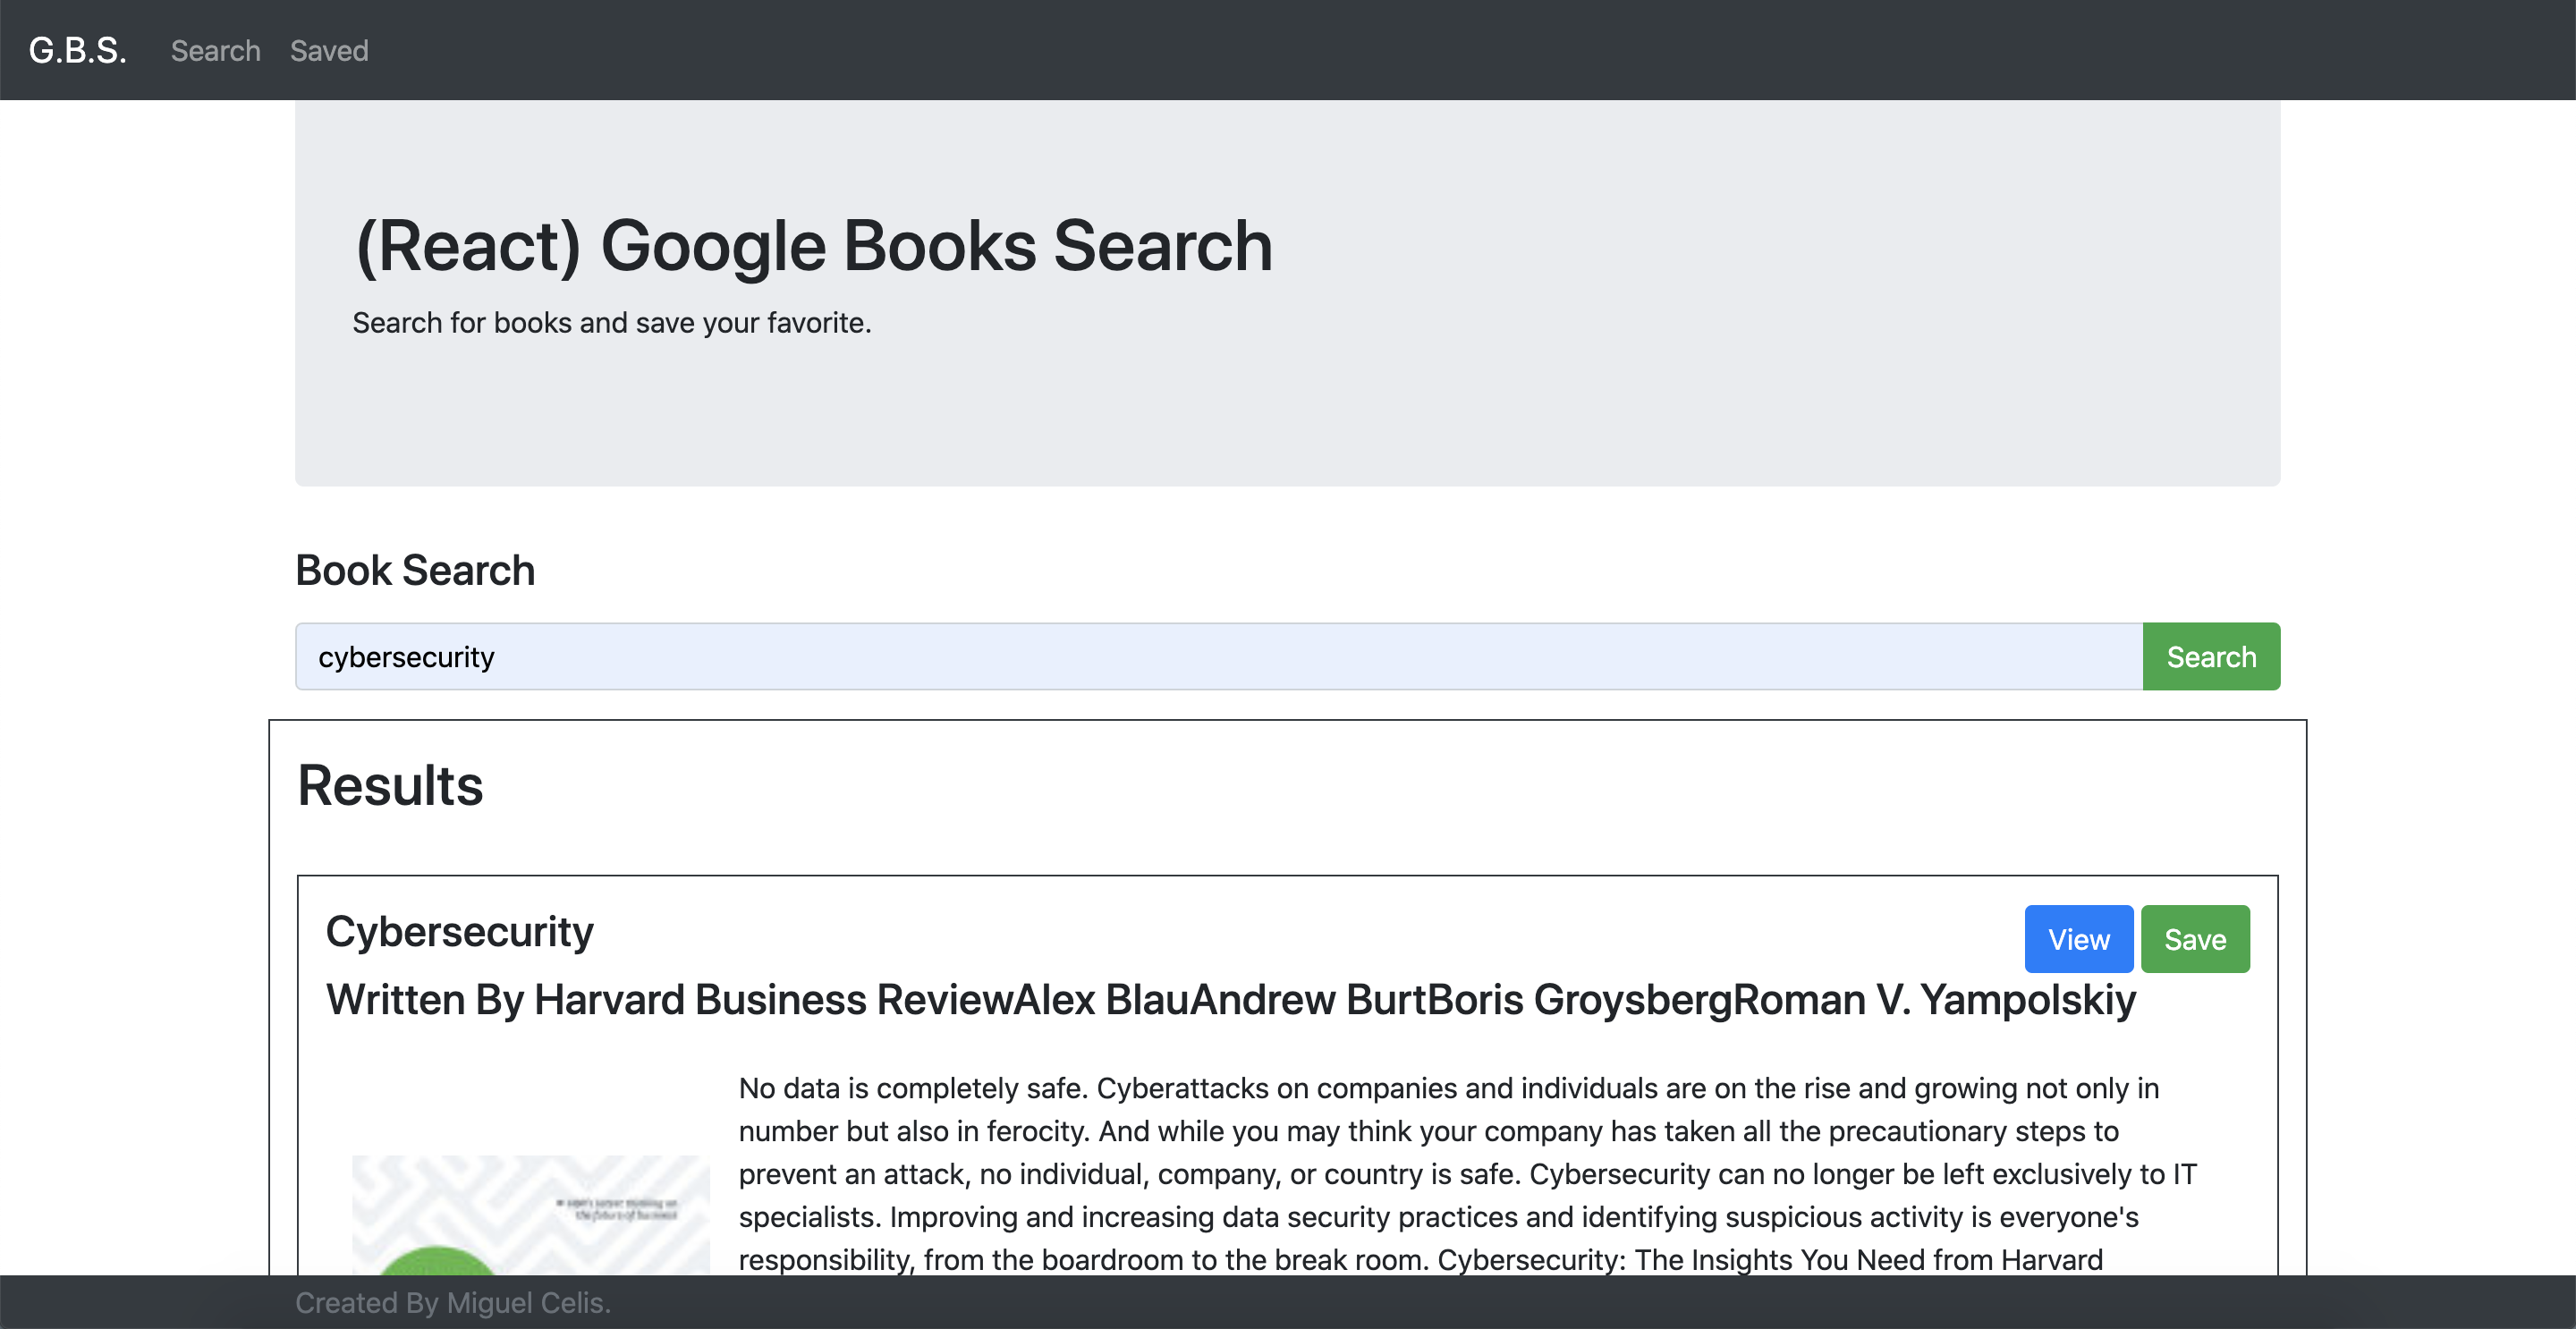 G.B.S. Search Saved
(React) Google Books Search
Search for books and save your favorite.
Book Search
cybersecurity Search
Results
Cybersecurity View Save
Written By Harvard Business ReviewAlex BlauAndrew BurtBoris GroysbergRoman V. Yampolskiy
No data is completely safe. Cyberattacks on companies and individuals are on the rise and growing not only in
number but also in ferocity. And while you may think your company has taken all the precautionary steps to
prevent an attack, no individual, company, or country is safe. Cybersecurity can no longer be left exclusively to IT
specialists. Improving and increasing data security practices and identifying suspicious activity is everyone's
responsibility, from the boardroom to the break room. Cybersecurity: The Insights You Need from Harvard
the future of business
Created By Miguel Celis.